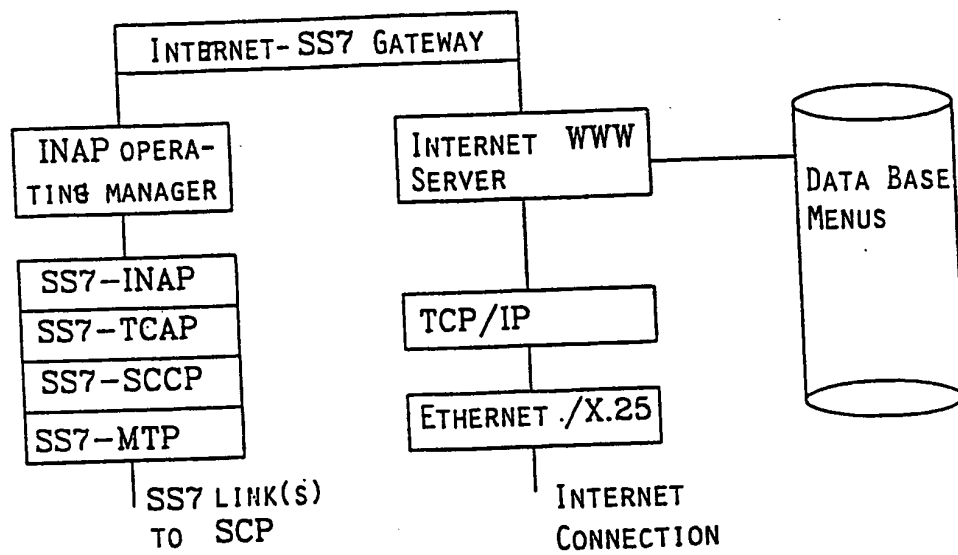 INTERNET-SS7 GATEWAY
INAP OPERA-
TING MANAGER
INTERNET WWW
SERVER
DATA BASE
MENUS
SS7-INAP
SS7-TCAP
SS7-SCCP
SS7-MTP
TCP/IP
ETHERNET ./X.25
SS7 LINK(S)
TO SCP
INTERNET
CONNECTION